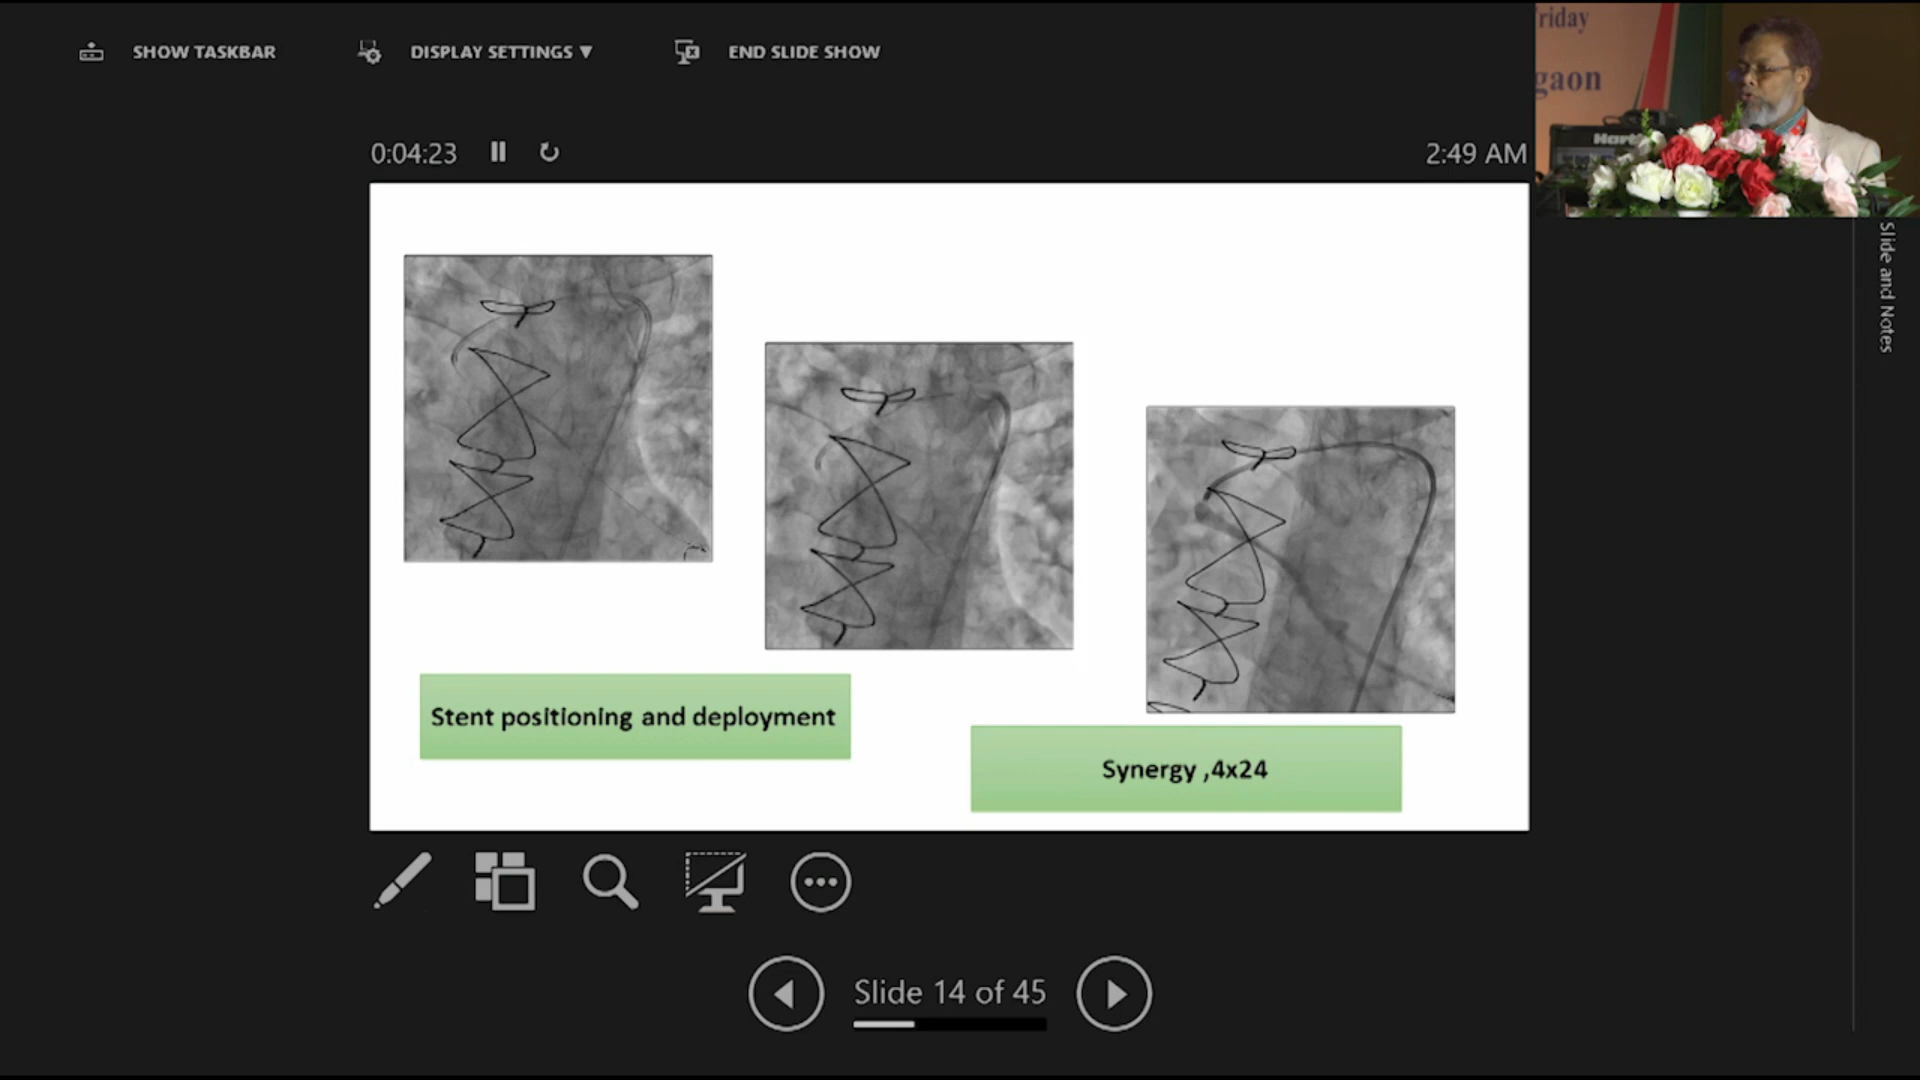 SHOW TASKBAR
DISPLAY SETTINGS ▼
END SLIDE SHOW
riday
gaon
Hart
0:04:23
2:49 AM
Slide and Notes
Stent positioning and deployment
Synergy ,4x24
Slide 14 of 45